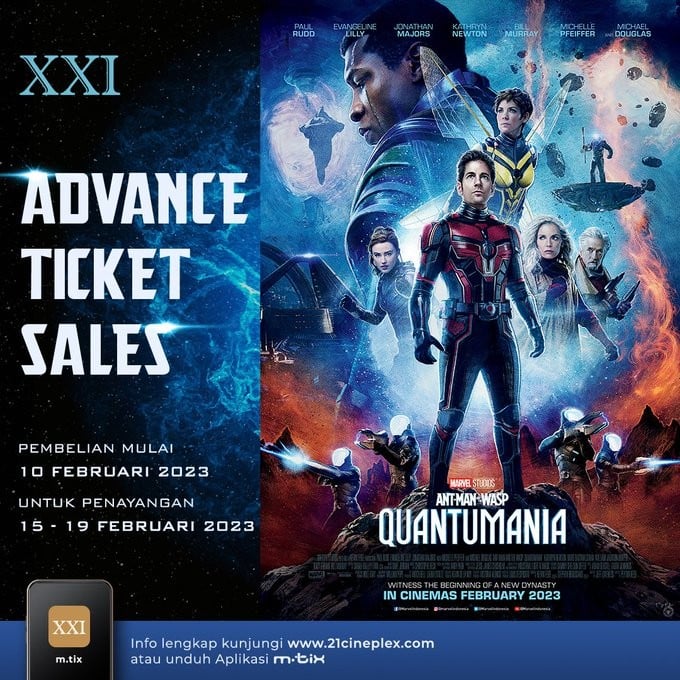 XXI
ADVANCE
TICKET
SALES
PEMBELIAN MULAI
10 FEBRUARI 2023
UNTUK PENAYANGAN
15 - 19 FEBRUARI 2023
PAUL RUDD EVANGELINE LILLY JONATHAN MAJORS KATHRYN NEWTON BILL MURRAY MICHELLE PFEIFFER AND MICHAEL DOUGLAS
MARVEL STUDIOS
ANT-MAN AND THE WASP
QUANTUMANIA
WITNESS THE BEGINNING OF A NEW DYNASTY
IN CINEMAS FEBRUARY 2023
XXI
m.tix
Info lengkap kunjungi www.21cineplex.com
atau unduh Aplikasi m.tix